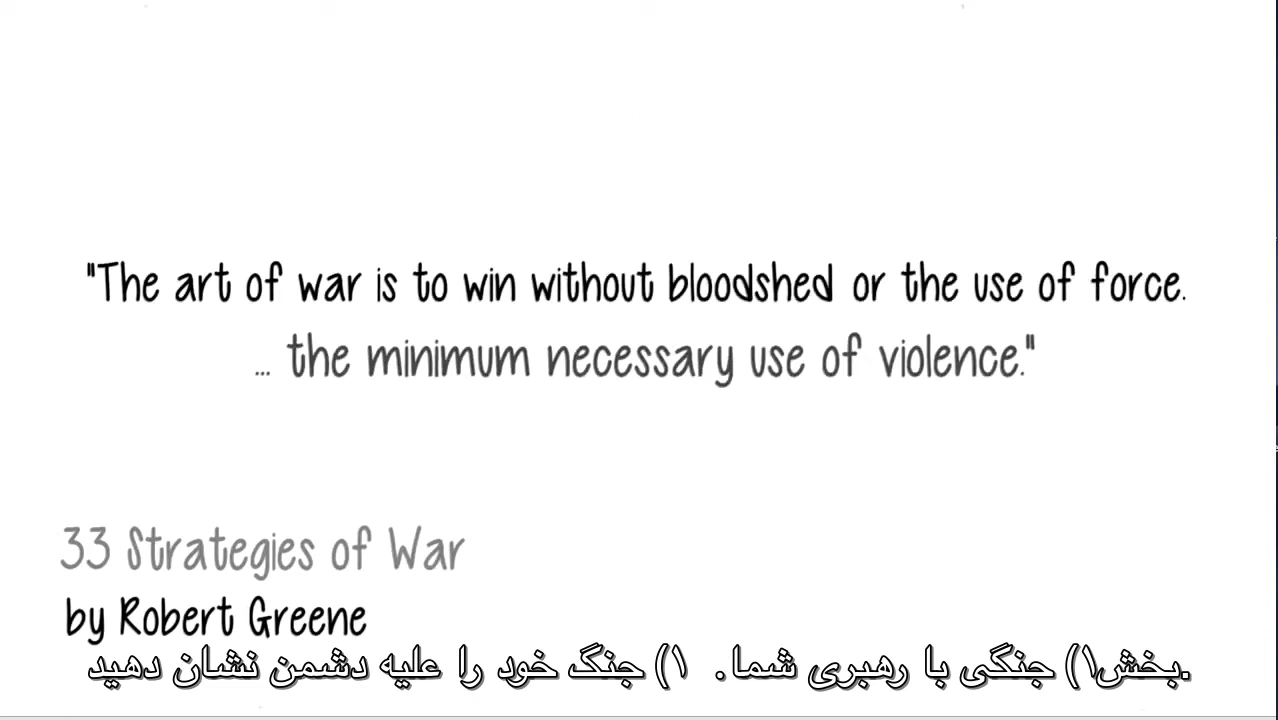 "The art of war is to win without bloodshed or the use of force.
... the minimum necessary use of violence."
33 Strategies of War
by Robert Greene
بخش۱) جنگی با رهبری شما. ۱) جنگ خود را علیه دشمن نشان دهید.